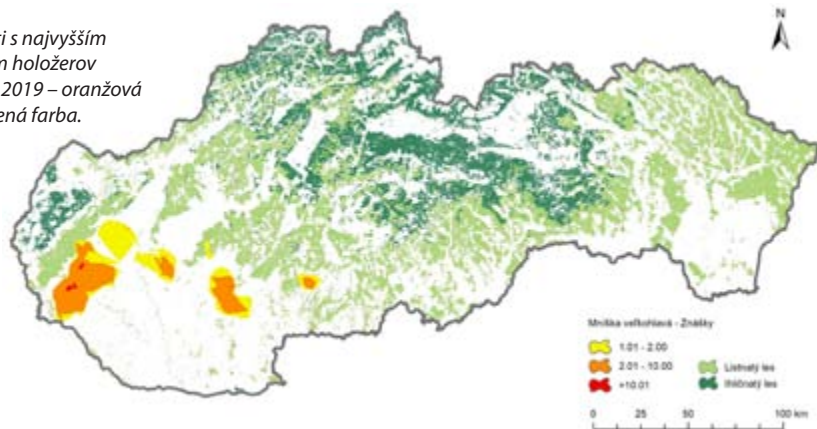 i s najvyšším
m holožerov
2019 – oranžová
ená farba.
N
Mníška veľkohlavá - Znášky
1.01 - 2.00
2.01 - 10.00
+10.01
Listnatý les
Ihličnatý les
0 25 50 100 km